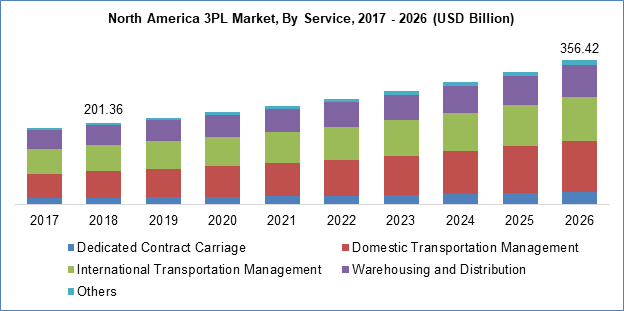 North America 3PL Market, By Service, 2017 - 2026 (USD Billion)
356.42
201.36
2017 2018 2019 2020 2021 2022 2023 2024 2025 2026
Dedicated Contract Carriage Domestic Transportation Management
International Transportation Management Warehousing and Distribution
Others